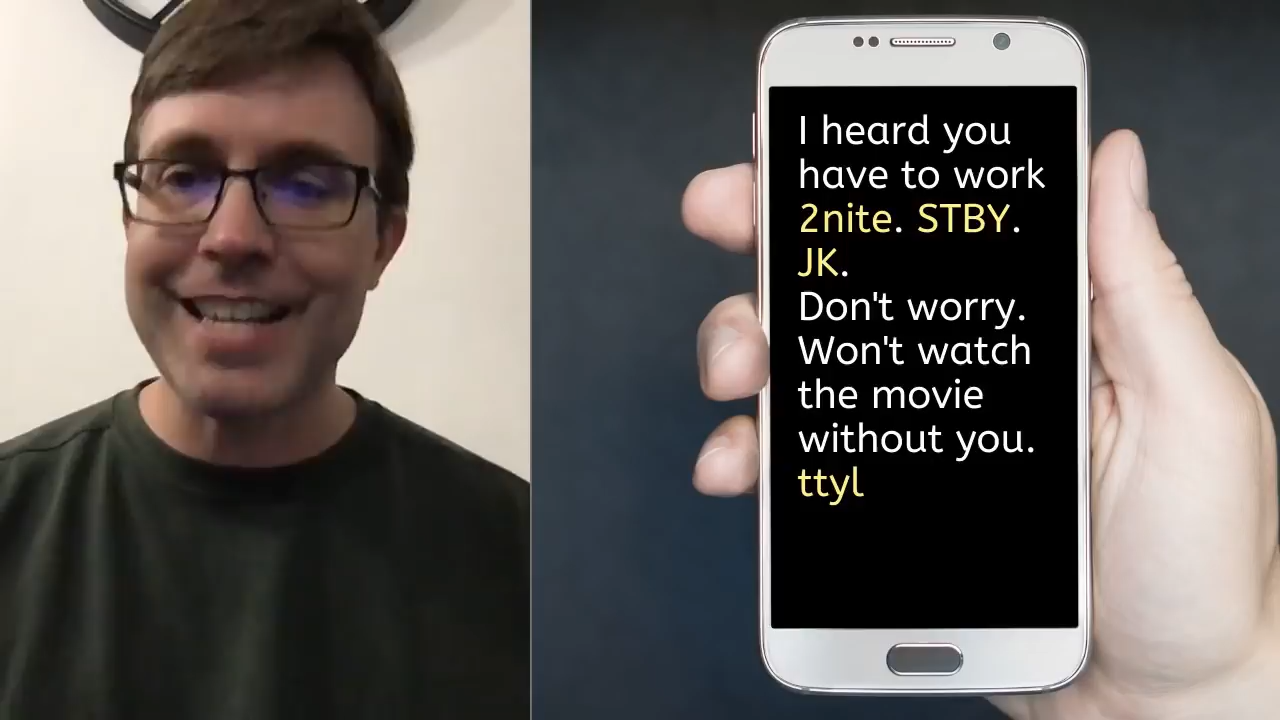 I heard you
have to work
2nite. STBY.
JK.
Don't worry.
Won't watch
the movie
without you.
ttyl